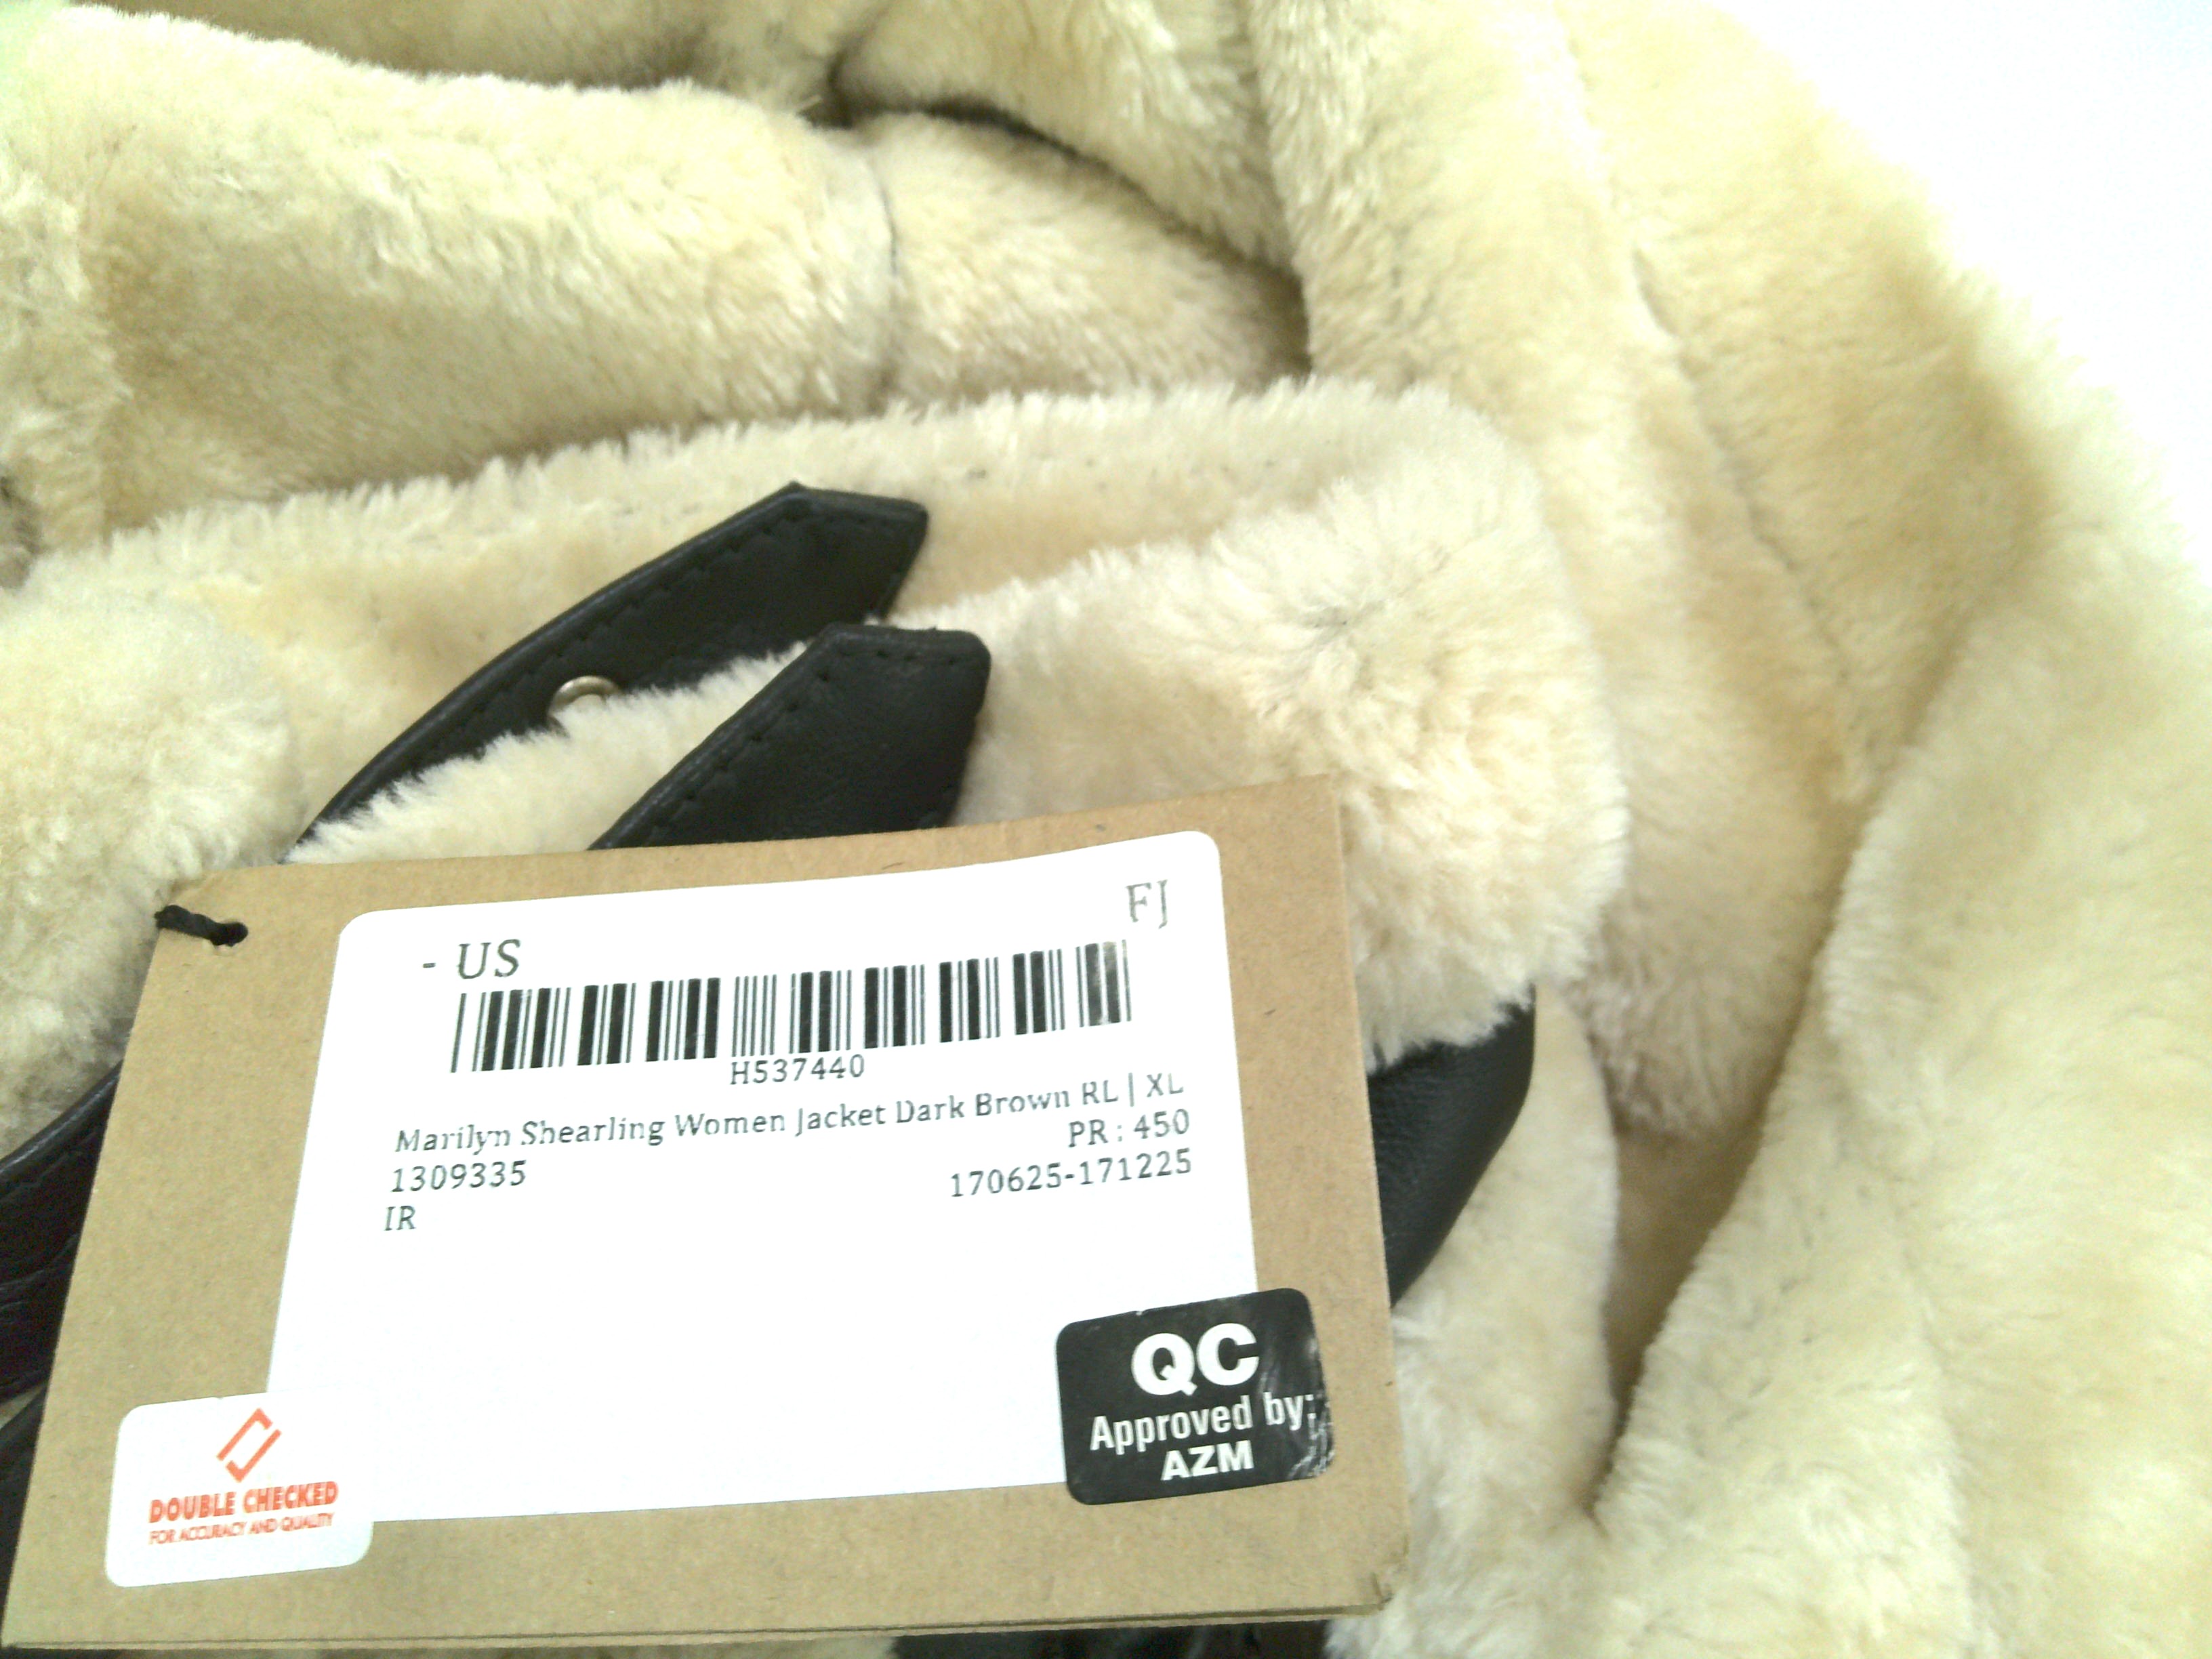 - US
FJ
H537440
Marilyn Shearling Women Jacket Dark Brown RL | XL
PR : 450
1309335
170625-171225
IR
QC
Approved by:
AZM
DOUBLE CHECKED
FOR ACCURACY AND QUALITY